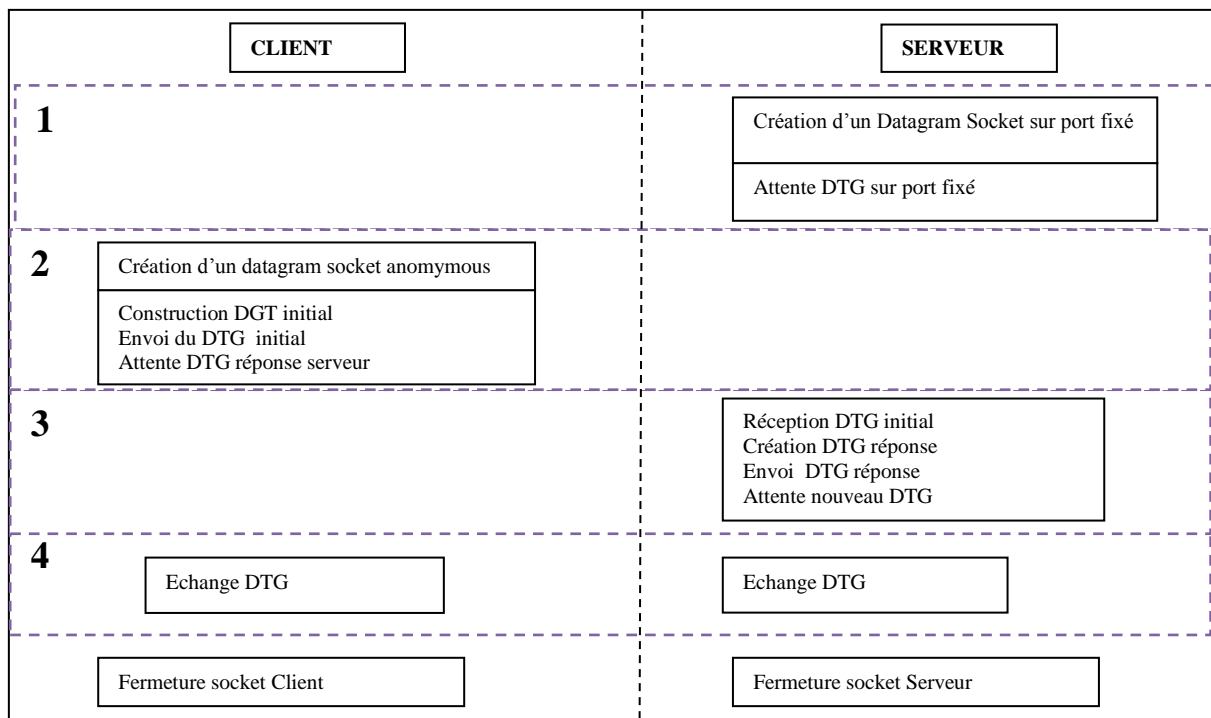 CLIENT
SERVEUR
1
Création d'un Datagram Socket sur port fixé
Attente DTG sur port fixé
2
Création d'un datagram socket anomymous
Construction DGT initial
Envoi du DTG initial
Attente DTG réponse serveur
3
Réception DTG initial
Création DTG réponse
Envoi DTG réponse
Attente nouveau DTG
4
Echange DTG
Echange DTG
Fermeture socket Client
Fermeture socket Serveur